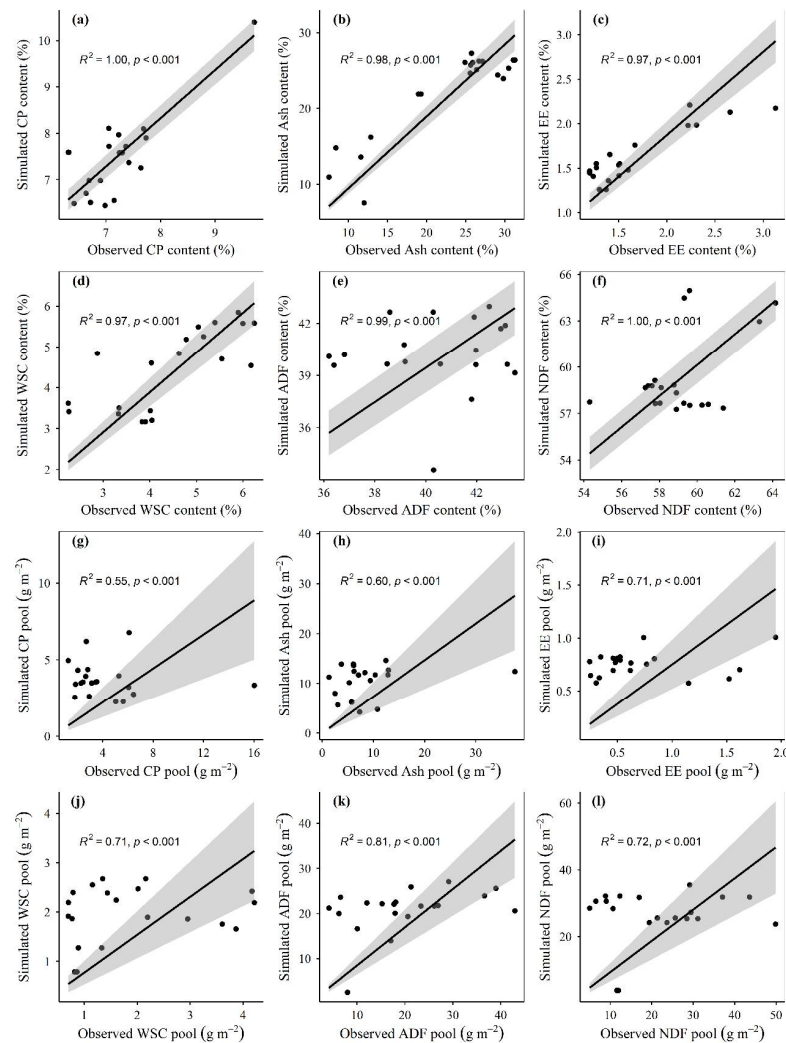 (a)
R² = 1.00, p < 0.001
Simulated CP content (%)
10
9
8
7
6
7
8
9
Observed CP content (%)
(b)
R² = 0.98, p < 0.001
Simulated Ash content (%)
30
20
10
10
15
20
25
30
Observed Ash content (%)
(c)
R² = 0.97, p < 0.001
Simulated EE content (%)
3.0
2.5
2.0
1.5
1.0
1.5
2.0
2.5
3.0
Observed EE content (%)
(d)
R² = 0.97, p < 0.001
Simulated WSC content (%)
6
5
4
3
2
3
4
5
6
Observed WSC content (%)
(e)
R² = 0.99, p < 0.001
Simulated ADF content (%)
42
39
36
36
38
40
42
Observed ADF content (%)
(f)
R² = 1.00, p < 0.001
Simulated NDF content (%)
66
63
60
57
54
54
56
58
60
62
64
Observed NDF content (%)
(g)
R² = 0.55, p < 0.001
Simulated CP pool (g m⁻²)
10
5
0
4
8
12
16
Observed CP pool (g m⁻²)
(h)
R² = 0.60, p < 0.001
Simulated Ash pool (g m⁻²)
40
30
20
10
0
10
20
30
Observed Ash pool (g m⁻²)
(i)
R² = 0.71, p < 0.001
Simulated EE pool (g m⁻²)
2.0
1.5
1.0
0.5
0.5
1.0
1.5
2.0
Observed EE pool (g m⁻²)
(j)
R² = 0.71, p < 0.001
Simulated WSC pool (g m⁻²)
4
3
2
1
1
2
3
4
Observed WSC pool (g m⁻²)
(k)
R² = 0.81, p < 0.001
Simulated ADF pool (g m⁻²)
40
30
20
10
10
20
30
40
Observed ADF pool (g m⁻²)
(l)
R² = 0.72, p < 0.001
Simulated NDF pool (g m⁻²)
60
40
20
10
20
30
40
50
Observed NDF pool (g m⁻²)